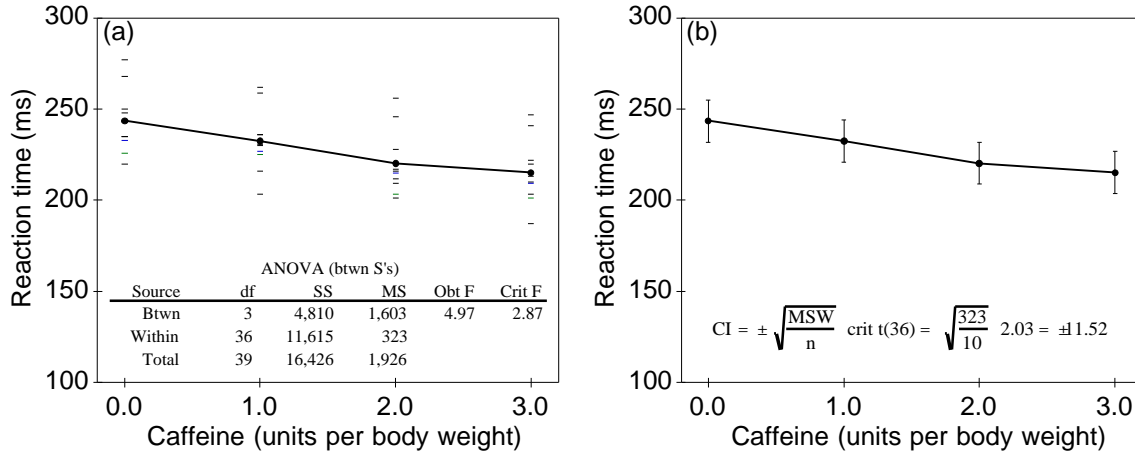 (a)
300
250
200
150
100
Reaction time (ms)
ANOVA (btwn S's)
Source df SS MS Obt F Crit F
Btwn 3 4,810 1,603 4.97 2.87
Within 36 11,615 323
Total 39 16,426 1,926
0.0 1.0 2.0 3.0
Caffeine (units per body weight)
(b)
300
250
200
150
100
Reaction time (ms)
CI = ± √(MSW/n) crit t(36) = √(323/10) 2.03 = ±11.52
0.0 1.0 2.0 3.0
Caffeine (units per body weight)